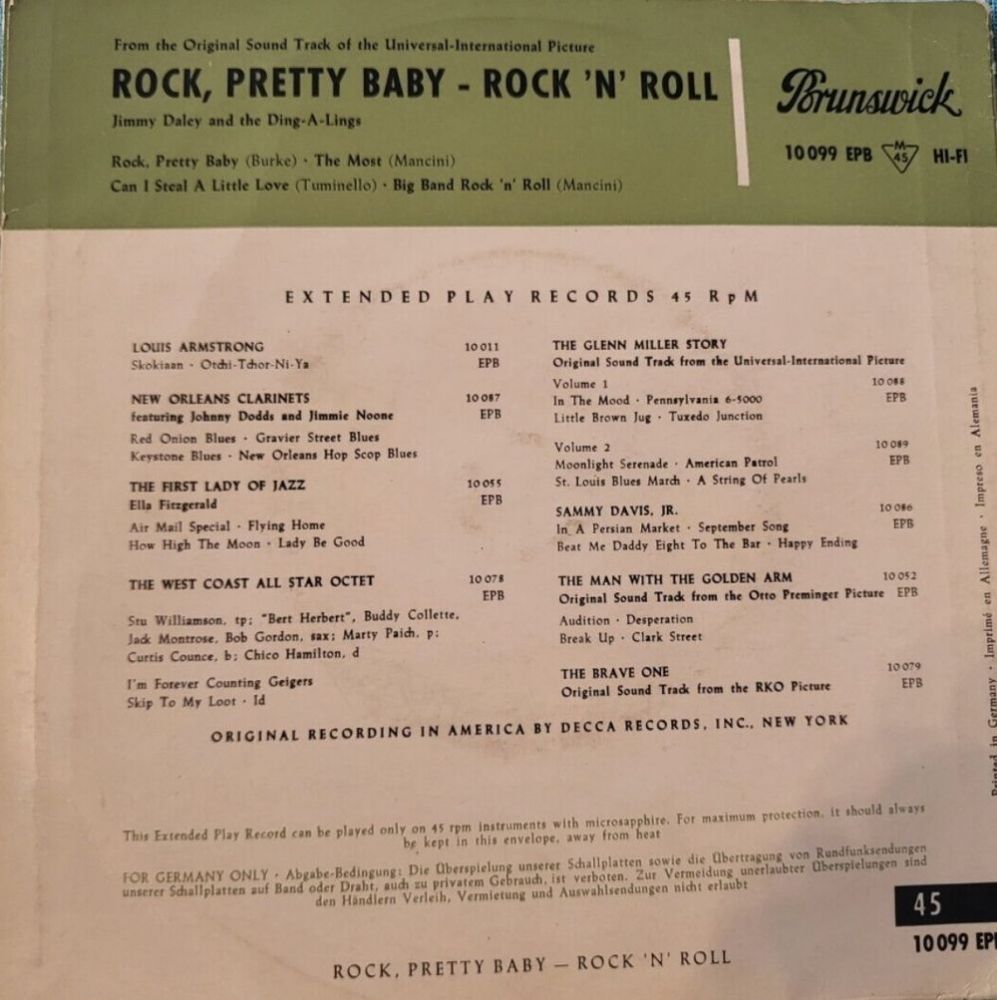 From the Original Sound Track of the Universal-International Picture
ROCK, PRETTY BABY - ROCK 'N' ROLL
Jimmy Daley and the Ding-A-Lings
Rock, Pretty Baby (Burke) · The Most (Mancini)
Can I Steal A Little Love (Tuminello) · Big Band Rock 'n' Roll (Mancini)
Brunswick
10099 EPB M 45 HI-FI
EXTENDED PLAY RECORDS 45 RpM
LOUIS ARMSTRONG 10011
Skokiaan · Otchi-Tchor-Ni-Ya EPB
NEW ORLEANS CLARINETS 10087
featuring Johnny Dodds and Jimmie Noone EPB
Red Onion Blues · Gravier Street Blues
Keystone Blues · New Orleans Hop Scop Blues
THE FIRST LADY OF JAZZ 10055
Ella Fitzgerald EPB
Air Mail Special · Flying Home
How High The Moon · Lady Be Good
THE WEST COAST ALL STAR OCTET 10078
EPB
Stu Williamson, tp; "Bert Herbert", Buddy Collette,
Jack Montrose, Bob Gordon, sax; Marty Paich, p;
Curtis Counce, b; Chico Hamilton, d
I'm Forever Counting Geigers
Skip To My Loot · Id
THE GLENN MILLER STORY
Original Sound Track from the Universal-International Picture
Volume 1 10088
In The Mood · Pennsylvania 6-5000 EPB
Little Brown Jug · Tuxedo Junction
Volume 2 10089
Moonlight Serenade · American Patrol EPB
St. Louis Blues March · A String Of Pearls
SAMMY DAVIS, JR. 10086
In A Persian Market · September Song EPB
Beat Me Daddy Eight To The Bar · Happy Ending
THE MAN WITH THE GOLDEN ARM 10052
Original Sound Track from the Otto Preminger Picture EPB
Audition · Desperation
Break Up · Clark Street
THE BRAVE ONE 10079
Original Sound Track from the RKO Picture EPB
ORIGINAL RECORDING IN AMERICA BY DECCA RECORDS, INC., NEW YORK
Printed in Germany · Imprimé en Allemagne · Impreso en Alemania
This Extended Play Record can be played only on 45 rpm instruments with microsapphire. For maximum protection, it should always
be kept in this envelope, away from heat
FOR GERMANY ONLY · Abgabe-Bedingung: Die Überspielung unserer Schallplatten sowie die Übertragung von Rundfunksendungen
unserer Schallplatten auf Band oder Draht, auch zu privatem Gebrauch, ist verboten. Zur Vermeidung unerlaubter Überspielungen sind
den Händlern Verleih, Vermietung und Auswahlsendungen nicht erlaubt
45
10099 EPB
ROCK, PRETTY BABY — ROCK 'N' ROLL